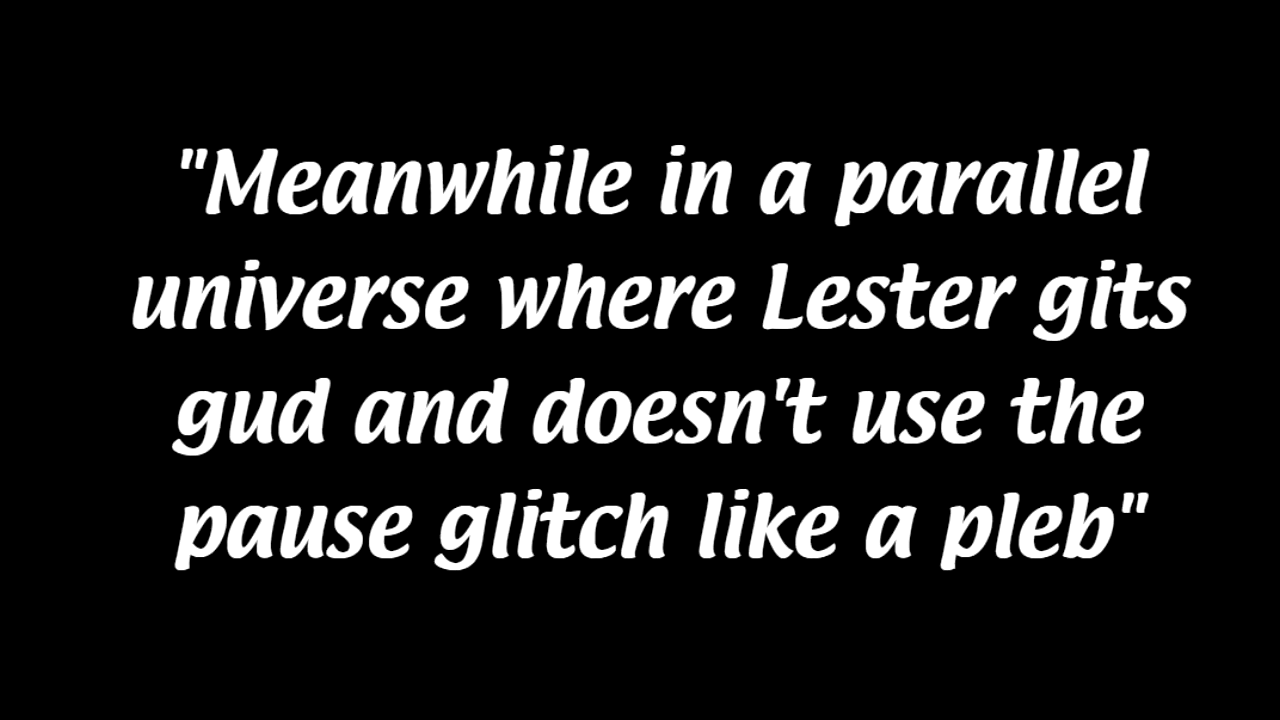 "Meanwhile in a parallel
universe where Lester gits
gud and doesn't use the
pause glitch like a pleb"